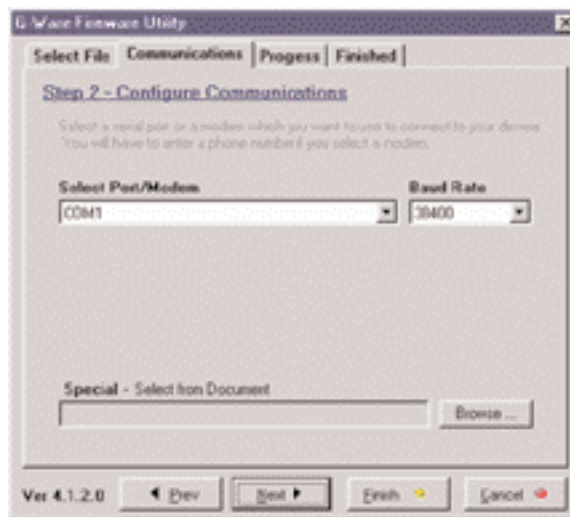 G-Ware Firmware Utility
Select File Communications Progess Finished
Step 2 - Configure Communications
Select a serial port or a modem which you want to use to connect to your device.
You will have to enter a phone number if you select a modem.
Select Port/Modem Baud Rate
COM1 38400
Special - Select from Document
Browse ...
Ver 4.1.2.0 Prev Next Finish Cancel